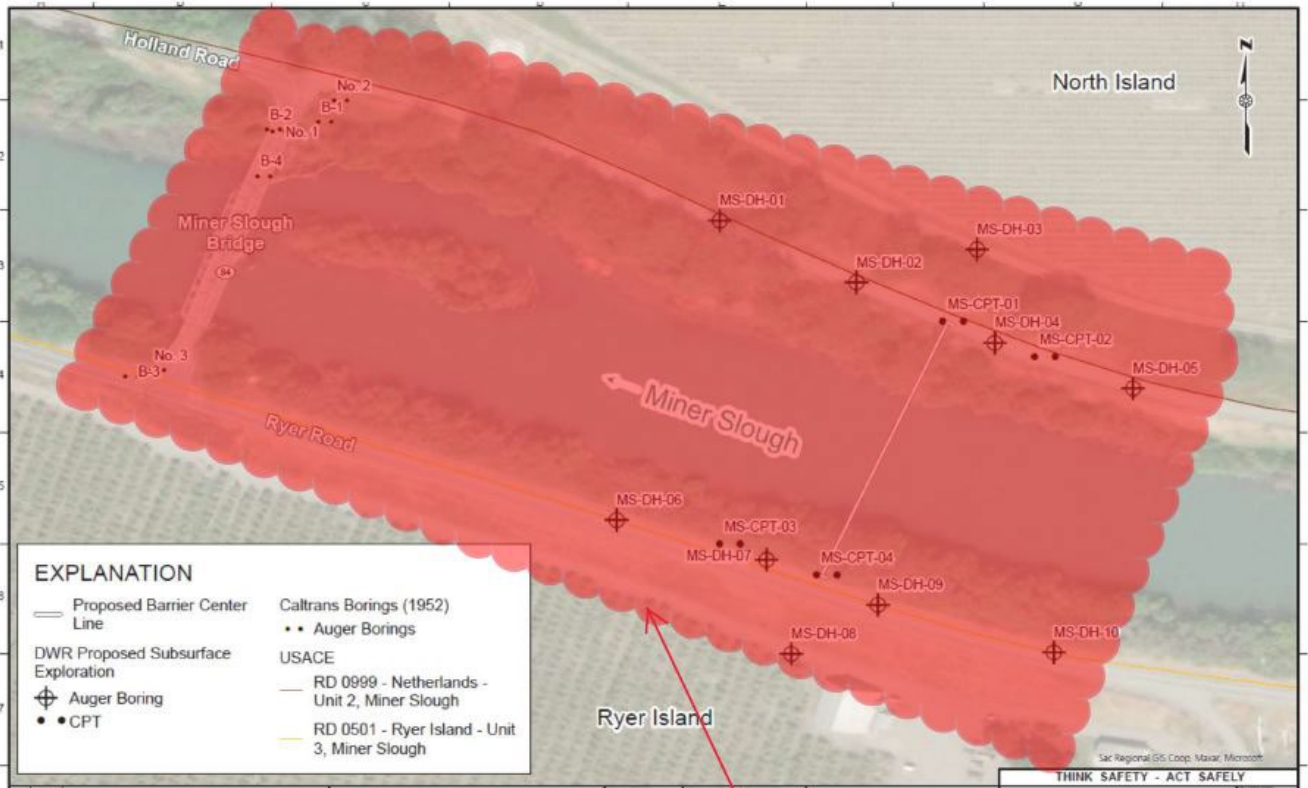 Holland Road
North Island
N
No. 2
B-1
B-2
No. 1
B-4
Miner Slough
Bridge
84
MS-DH-01
MS-DH-03
MS-DH-02
MS-CPT-01
MS-DH-04
MS-CPT-02
MS-DH-05
No. 3
B-3
Ryer Road
Miner Slough
MS-DH-06
MS-CPT-03
MS-DH-07
MS-CPT-04
MS-DH-09
MS-DH-08
MS-DH-10
Ryer Island
EXPLANATION
Proposed Barrier Center
Line
DWR Proposed Subsurface
Exploration
Auger Boring
CPT
Caltrans Borings (1952)
Auger Borings
USACE
RD 0999 - Netherlands -
Unit 2, Miner Slough
RD 0501 - Ryer Island - Unit
3, Miner Slough
Sac Regional GIS Coop, Maxar, Microsoft
THINK SAFETY - ACT SAFELY